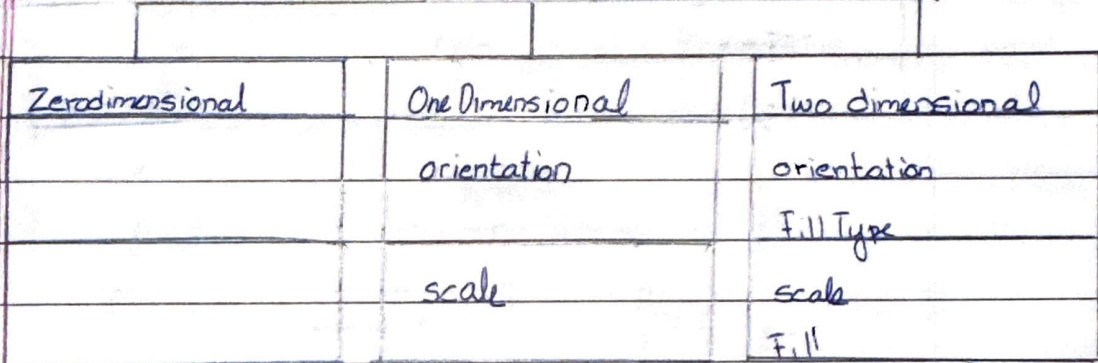 Zerodimensional One Dimensional Two dimensional
orientation orientation
Fill Type
scale scale
Fill